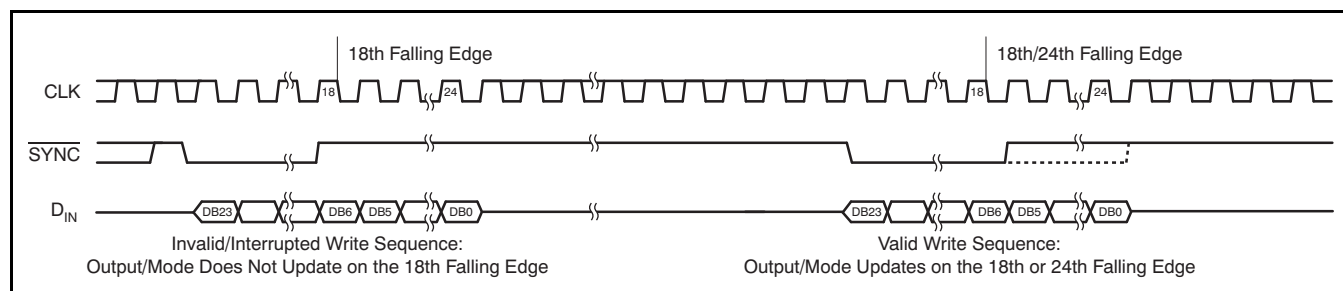 18th Falling Edge
18th/24th Falling Edge
CLK
18
24
18
24
SYNC
D_IN
DB23
DB6
DB5
DB0
DB23
DB6
DB5
DB0
Invalid/Interrupted Write Sequence:
Output/Mode Does Not Update on the 18th Falling Edge
Valid Write Sequence:
Output/Mode Updates on the 18th or 24th Falling Edge